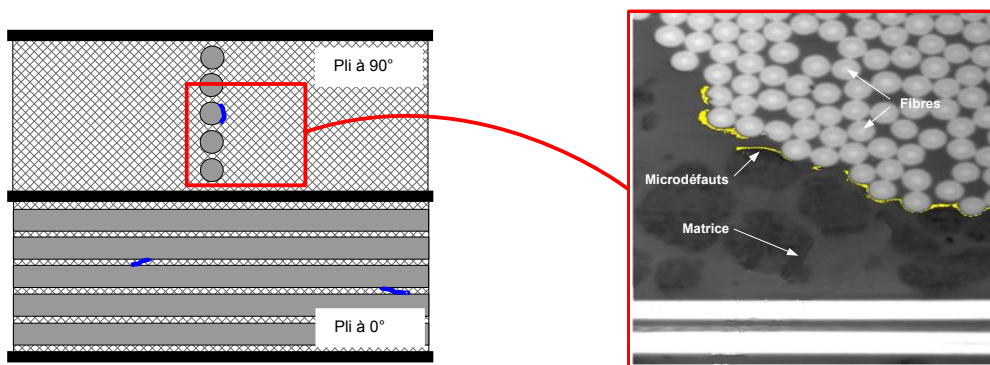 Pli à 90°
Fibres
Microdéfauts
Matrice
Pli à 0°